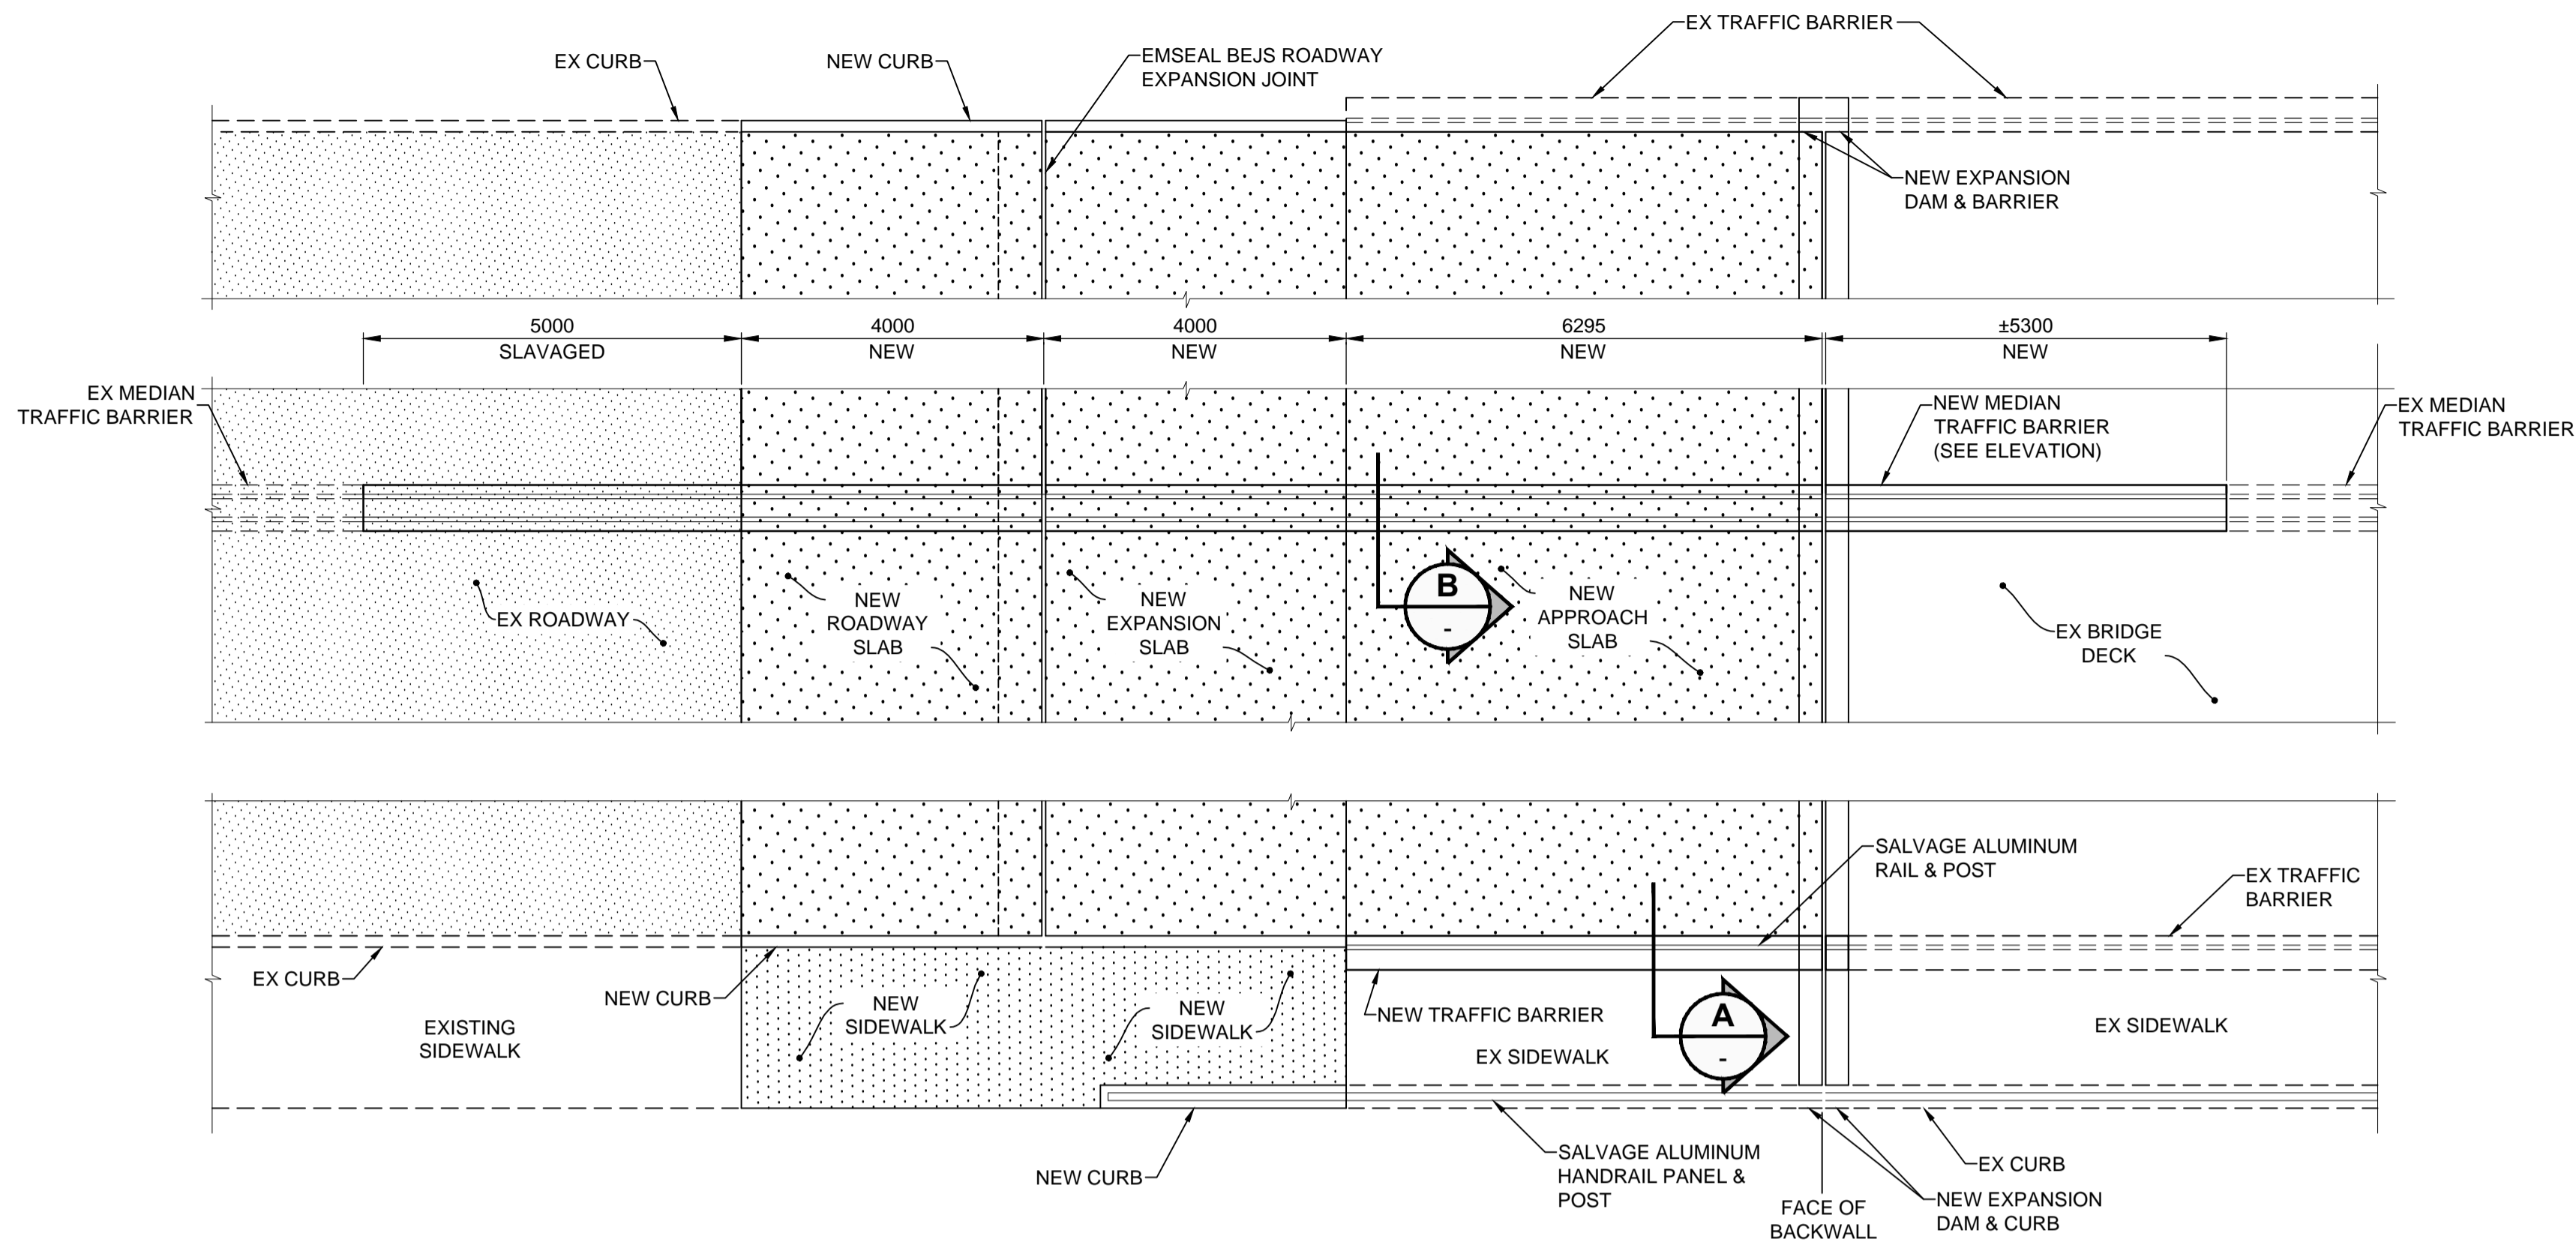 EX TRAFFIC BARRIER
EX CURB
NEW CURB
EMSEAL BEJS ROADWAY
EXPANSION JOINT
NEW EXPANSION
DAM & BARRIER
5000
SLAVAGED
4000
NEW
4000
NEW
6295
NEW
±5300
NEW
EX MEDIAN
TRAFFIC BARRIER
NEW MEDIAN
TRAFFIC BARRIER
(SEE ELEVATION)
EX MEDIAN
TRAFFIC BARRIER
EX ROADWAY
NEW
ROADWAY
SLAB
NEW
EXPANSION
SLAB
B
-
NEW
APPROACH
SLAB
EX BRIDGE
DECK
SALVAGE ALUMINUM
RAIL & POST
EX TRAFFIC
BARRIER
EX CURB
NEW CURB
EXISTING
SIDEWALK
NEW
SIDEWALK
NEW
SIDEWALK
NEW TRAFFIC BARRIER
EX SIDEWALK
A
-
EX SIDEWALK
NEW CURB
SALVAGE ALUMINUM
HANDRAIL PANEL &
POST
FACE OF
BACKWALL
EX CURB
NEW EXPANSION
DAM & CURB